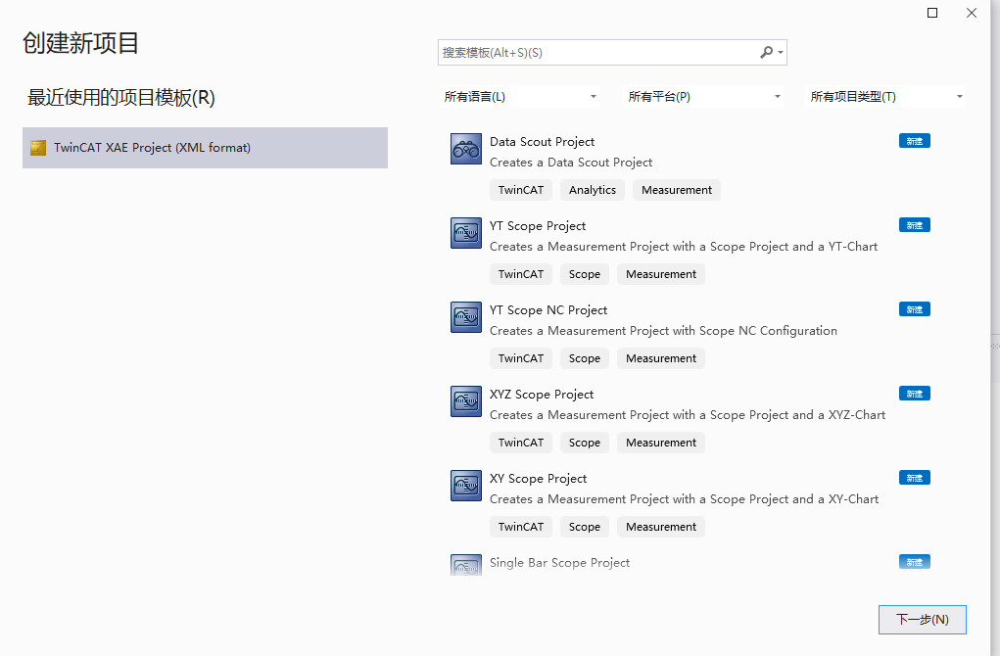 创建新项目
搜索模板(Alt+S)(S)
最近使用的项目模板(R)
所有语言(L)
所有平台(P)
所有项目类型(T)
TwinCAT XAE Project (XML format)
Data Scout Project
新建
Creates a Data Scout Project
TwinCAT Analytics Measurement
YT Scope Project
新建
Creates a Measurement Project with a Scope Project and a YT-Chart
TwinCAT Scope Measurement
YT Scope NC Project
新建
Creates a Measurement Project with Scope NC Configuration
TwinCAT Scope Measurement
XYZ Scope Project
新建
Creates a Measurement Project with a Scope Project and a XYZ-Chart
TwinCAT Scope Measurement
XY Scope Project
新建
Creates a Measurement Project with a Scope Project and a XY-Chart
TwinCAT Scope Measurement
Single Bar Scope Project
新建
下一步(N)